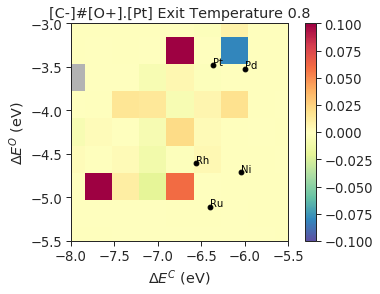 [C-]#[O+].[Pt] Exit Temperature 0.8
−3.0
−3.5
−4.0
−4.5
−5.0
−5.5
ΔE^O (eV)
Pt
Pd
Rh
Ni
Ru
−8.0 −7.5 −7.0 −6.5 −6.0 −5.5
ΔE^C (eV)
0.100
0.075
0.050
0.025
0.000
−0.025
−0.050
−0.075
−0.100